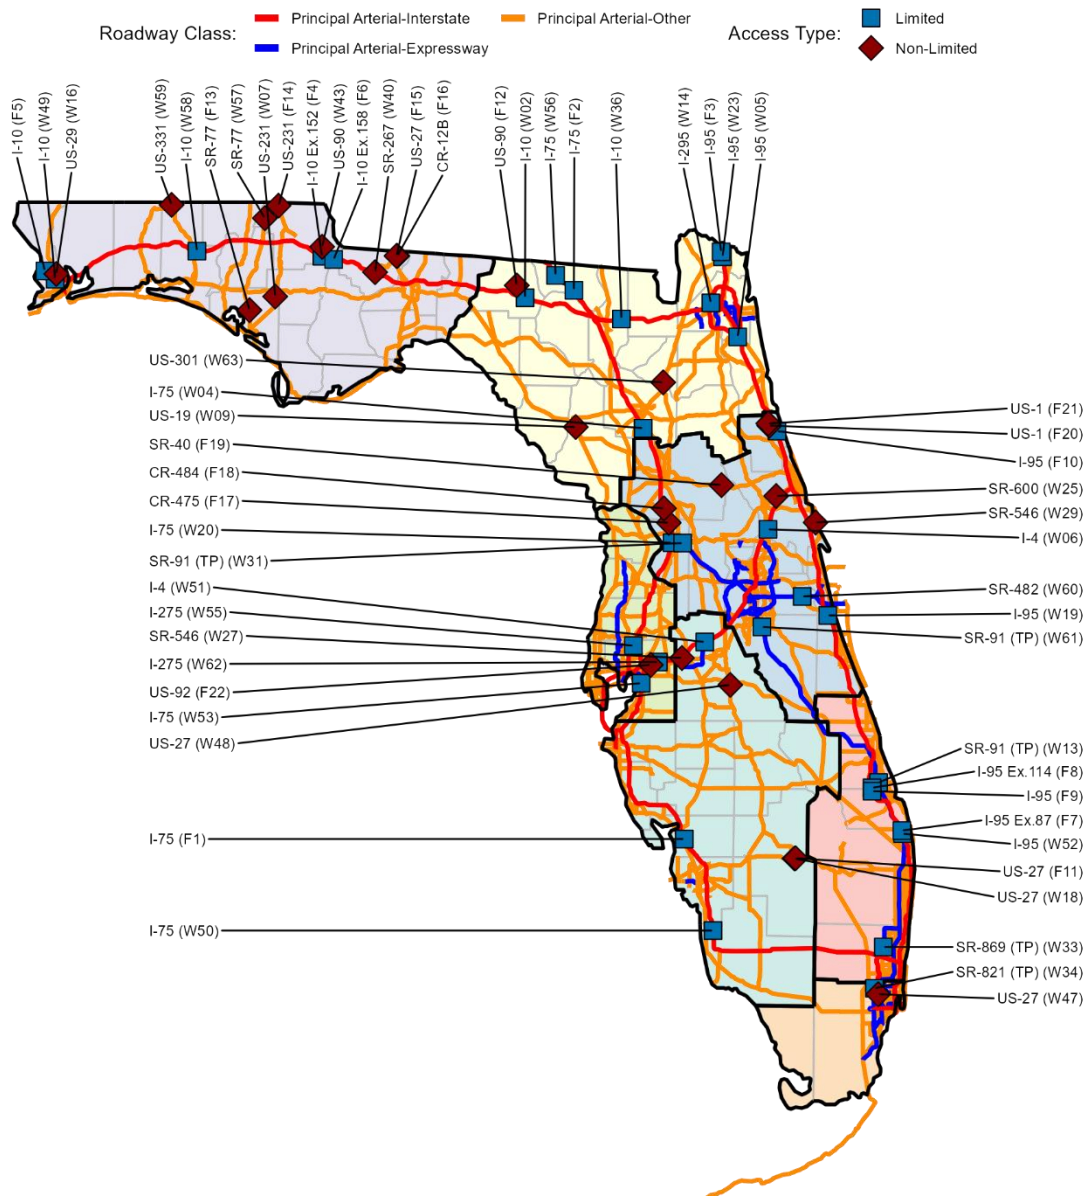 Roadway Class:
Principal Arterial-Interstate
Principal Arterial-Other
Principal Arterial-Expressway
Access Type:
Limited
Non-Limited
I-10 (F5)
I-10 (W49)
US-29 (W16)
US-331 (W59)
I-10 (W58)
SR-77 (F13)
SR-77 (W57)
US-231 (W07)
US-231 (F14)
I-10 Ex.152 (F4)
US-90 (W43)
I-10 Ex.158 (F6)
SR-267 (W40)
US-27 (F15)
CR-12B (F16)
US-90 (F12)
I-10 (W02)
I-75 (W56)
I-75 (F2)
I-10 (W36)
I-295 (W14)
I-95 (F3)
I-95 (W23)
I-95 (W05)
US-301 (W63)
I-75 (W04)
US-19 (W09)
SR-40 (F19)
CR-484 (F18)
CR-475 (F17)
I-75 (W20)
SR-91 (TP) (W31)
I-4 (W51)
I-275 (W55)
SR-546 (W27)
I-275 (W62)
US-92 (F22)
I-75 (W53)
US-27 (W48)
I-75 (F1)
I-75 (W50)
US-1 (F21)
US-1 (F20)
I-95 (F10)
SR-600 (W25)
SR-546 (W29)
I-4 (W06)
SR-482 (W60)
I-95 (W19)
SR-91 (TP) (W61)
SR-91 (TP) (W13)
I-95 Ex.114 (F8)
I-95 (F9)
I-95 Ex.87 (F7)
I-95 (W52)
US-27 (F11)
US-27 (W18)
SR-869 (TP) (W33)
SR-821 (TP) (W34)
US-27 (W47)